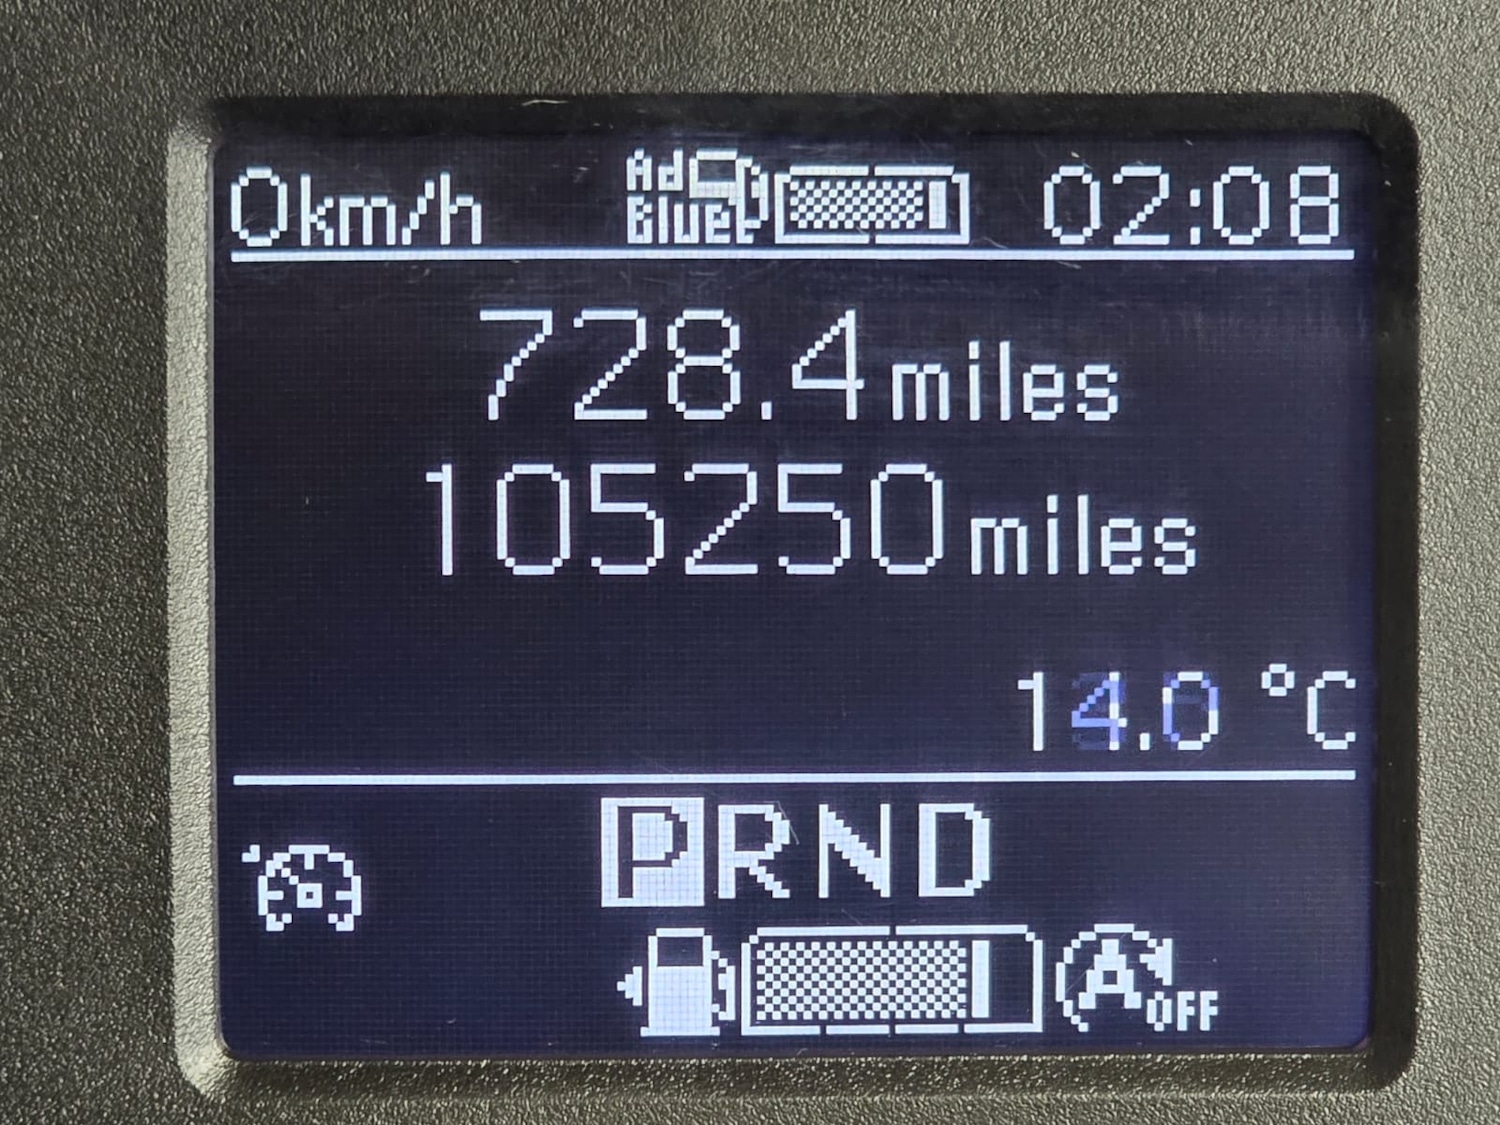 0km/h Ad Blue 02:08
728.4 miles
105250 miles
14.0 °C
PRND
A OFF